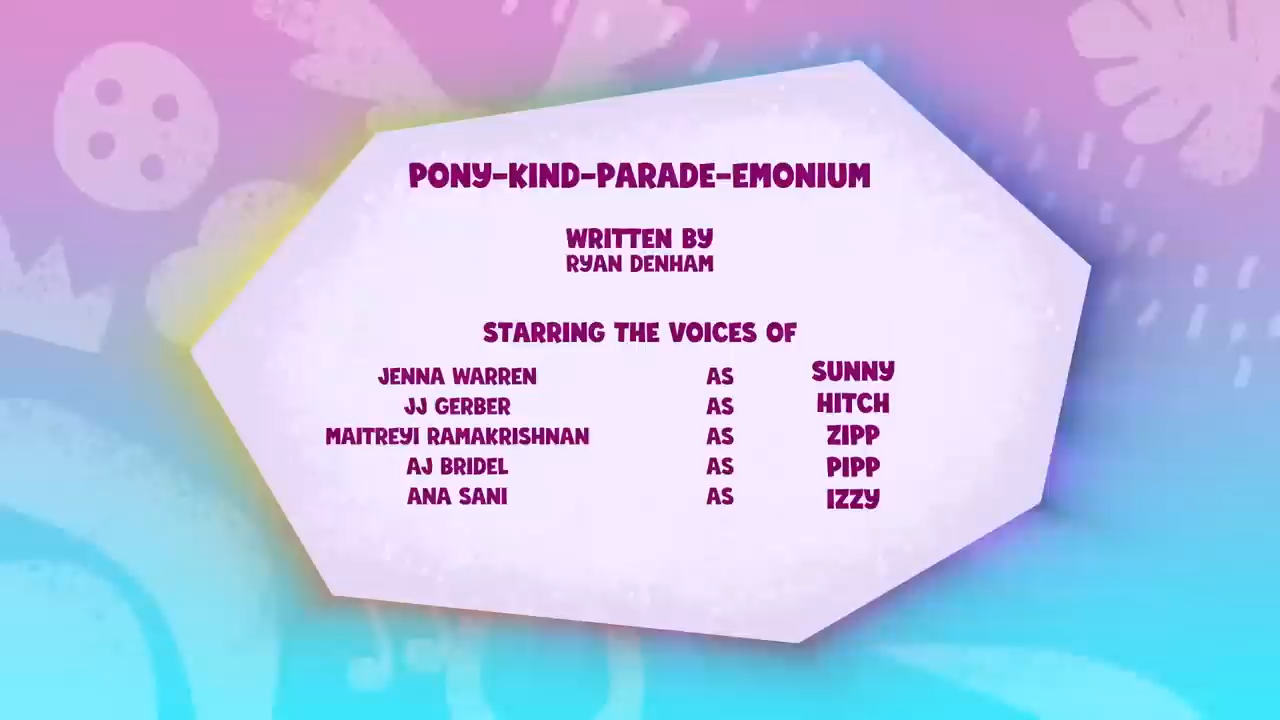 PONY-KIND-PARADE-EMONIUM
WRITTEN BY
RYAN DENHAM
STARRING THE VOICES OF
JENNA WARREN AS SUNNY
JJ GERBER AS HITCH
MAITREYI RAMAKRISHNAN AS ZIPP
AJ BRIDEL AS PIPP
ANA SANI AS IZZY